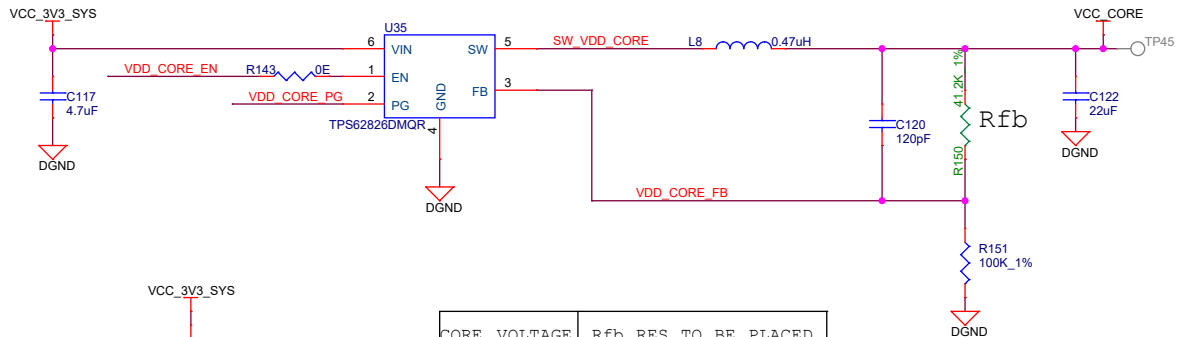 VCC_3V3_SYS
U35
VCC_CORE
6
VIN
SW
5
SW_VDD_CORE
L8
0.47uH
TP45
VDD_CORE_EN
R143
0E
1
EN
C117
4.7uF
VDD_CORE_PG
2
PG
GND
FB
3
4
TPS62826DMQR
41.2K_1%
Rfb
R150
C120
120pF
C122
22uF
DGND
DGND
DGND
VDD_CORE_FB
R151
100K_1%
VCC_3V3_SYS
DGND
CORE VOLTAGE
Rfb RES TO BE PLACED